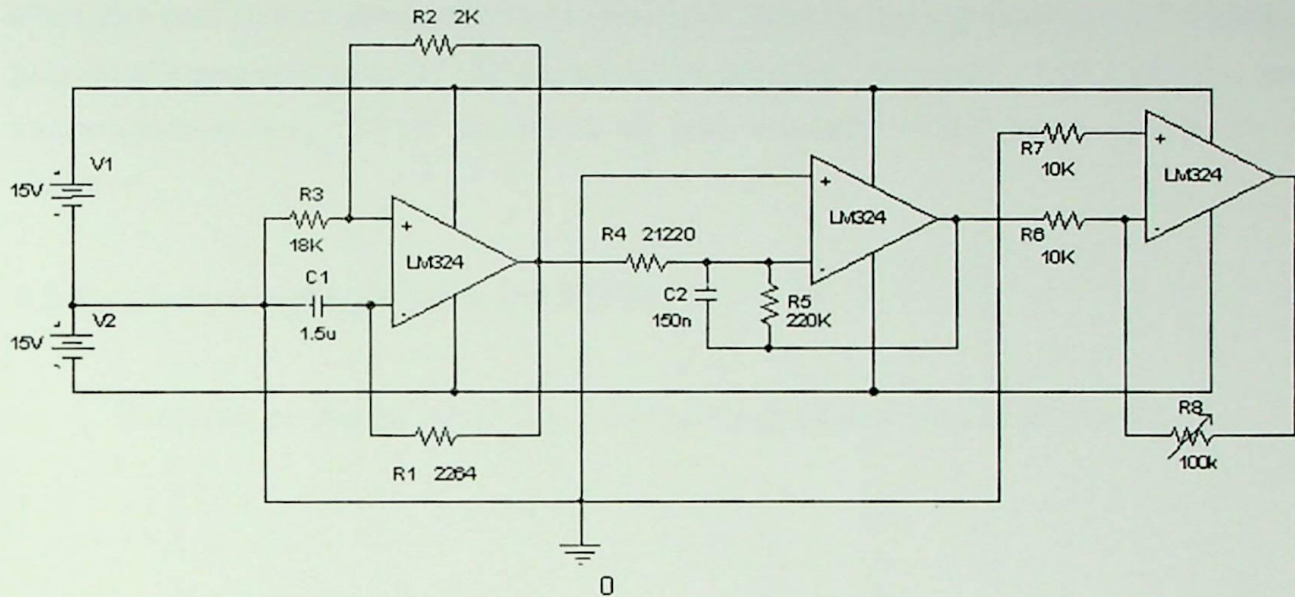 R2 2K
V1
15V
R3
18K
+
-
LM324
C1
1.5u
V2
15V
R1 2264
R4 21220
C2
150n
R5
220K
+
-
LM324
R7
10K
R6
10K
+
-
LM324
R8
100k
0